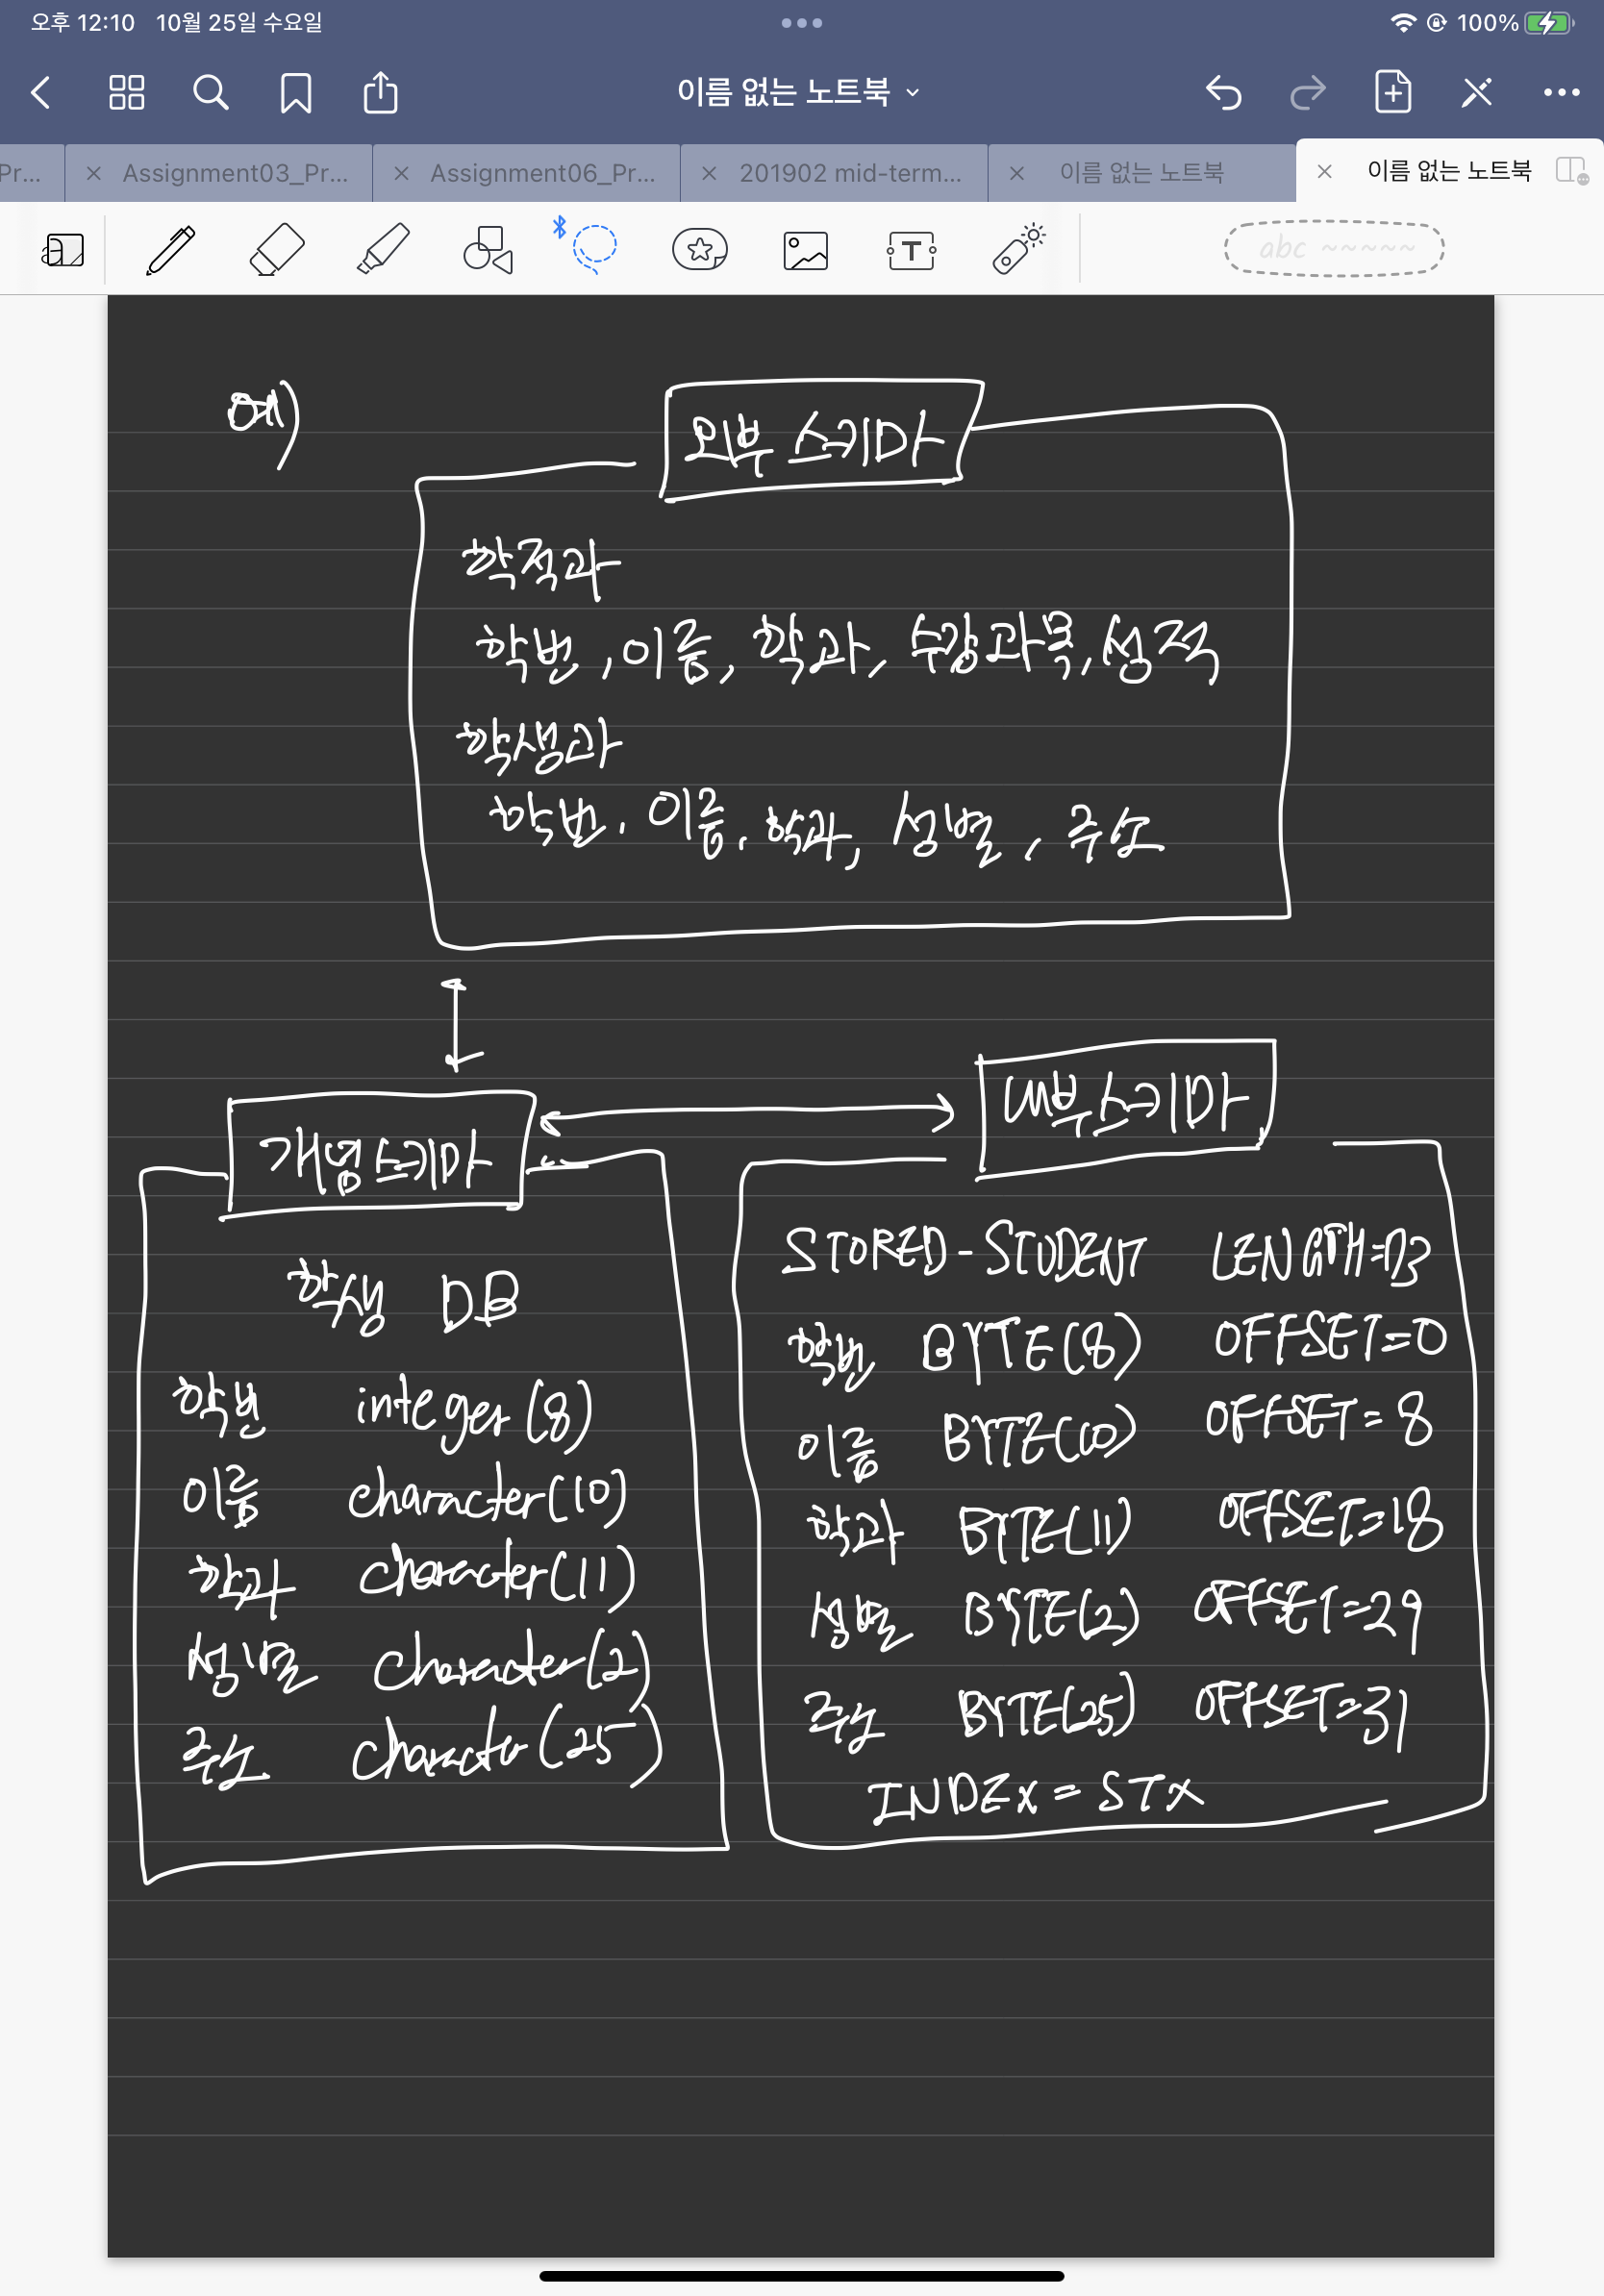 오후 12:10 10월 25일 수요일 100%
이름 없는 노트북
Pr... Assignment03_Pr... Assignment06_Pr... 201902 mid-term... 이름 없는 노트북 이름 없는 노트북
T abc ~~~~~
예)
외부 스키마
학적과
학번, 이름, 학과, 수강과목, 성적
학생과
학번, 이름, 학과, 성별, 주소
개념스키마
학생 DB
학번 integer(8)
이름 character(10)
학과 character(11)
성별 character(2)
주소 character(25)
내부스키마
STORED-STUDENT LENGTH=
학번 BYTE(8) OFFSET=0
이름 BYTE(10) OFFSET=8
학과 BYTE(11) OFFSET=18
성별 BYTE(2) OFFSET=29
주소 BYTE(25) OFFSET=31
INDEX=STX